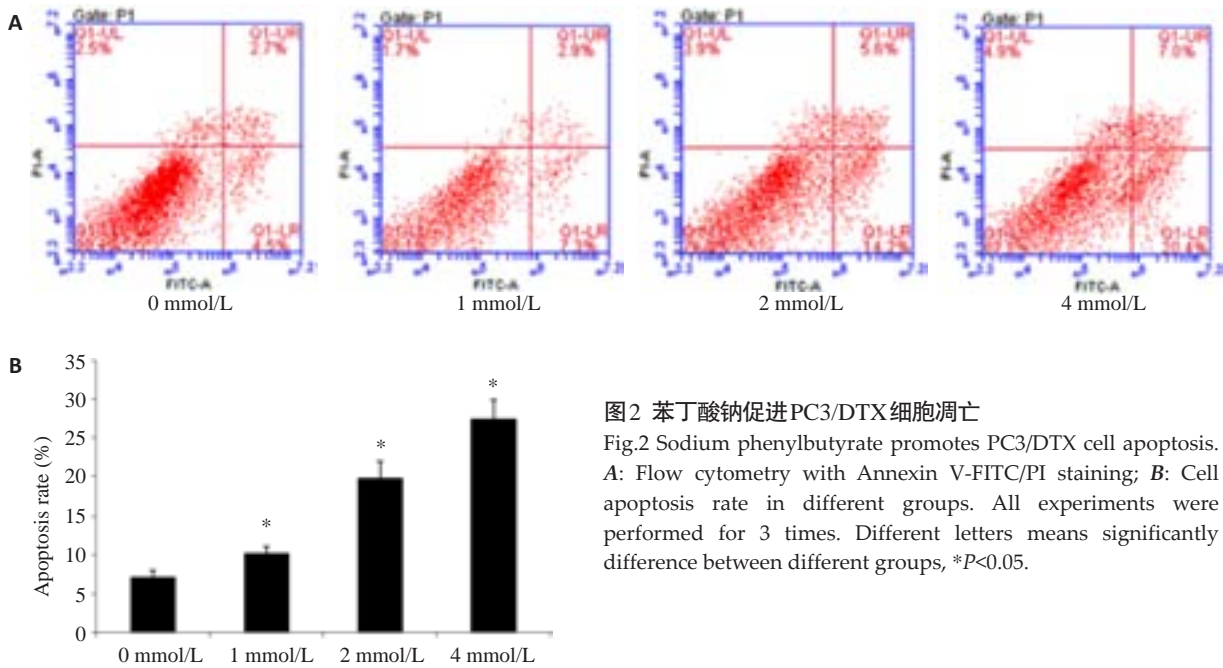 A
Gate: P1
Gate: P1
Gate: P1
Gate: P1
Q1-UL
2.5%
Q1-UR
2.7%
Q1-UL
1.7%
Q1-UR
2.9%
Q1-UL
3.9%
Q1-UR
5.6%
Q1-UL
4.9%
Q1-UR
7.0%
PI-A
PI-A
PI-A
PI-A
Q1-LR
4.5%
Q1-LR
7.3%
Q1-LR
14.2%
Q1-LR
FITC-A
FITC-A
FITC-A
FITC-A
0 mmol/L
1 mmol/L
2 mmol/L
4 mmol/L
B
Apoptosis rate (%)
35
30
25
20
15
10
5
0
*
*
*
0 mmol/L
1 mmol/L
2 mmol/L
4 mmol/L
图2 苯丁酸钠促进PC3/DTX细胞凋亡
Fig.2 Sodium phenylbutyrate promotes PC3/DTX cell apoptosis.
A: Flow cytometry with Annexin V-FITC/PI staining; B: Cell
apoptosis rate in different groups. All experiments were
performed for 3 times. Different letters means significantly
difference between different groups, *P<0.05.